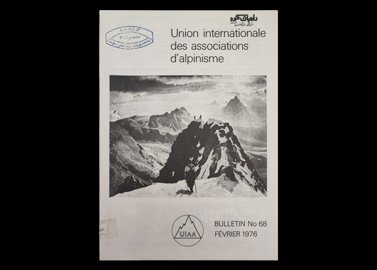 Union internationale
des associations
d'alpinisme
UIAA
BULLETIN No 68
FÉVRIER 1976